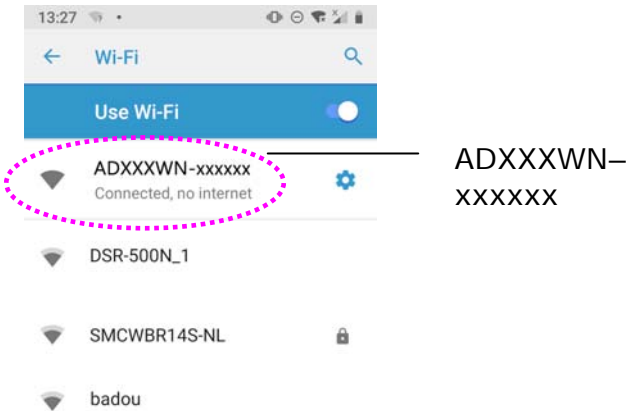 13:27
Wi-Fi
Use Wi-Fi
ADXXXWN-xxxxxx
Connected, no internet
ADXXXWN–
xxxxxx
DSR-500N_1
SMCWBR14S-NL
badou